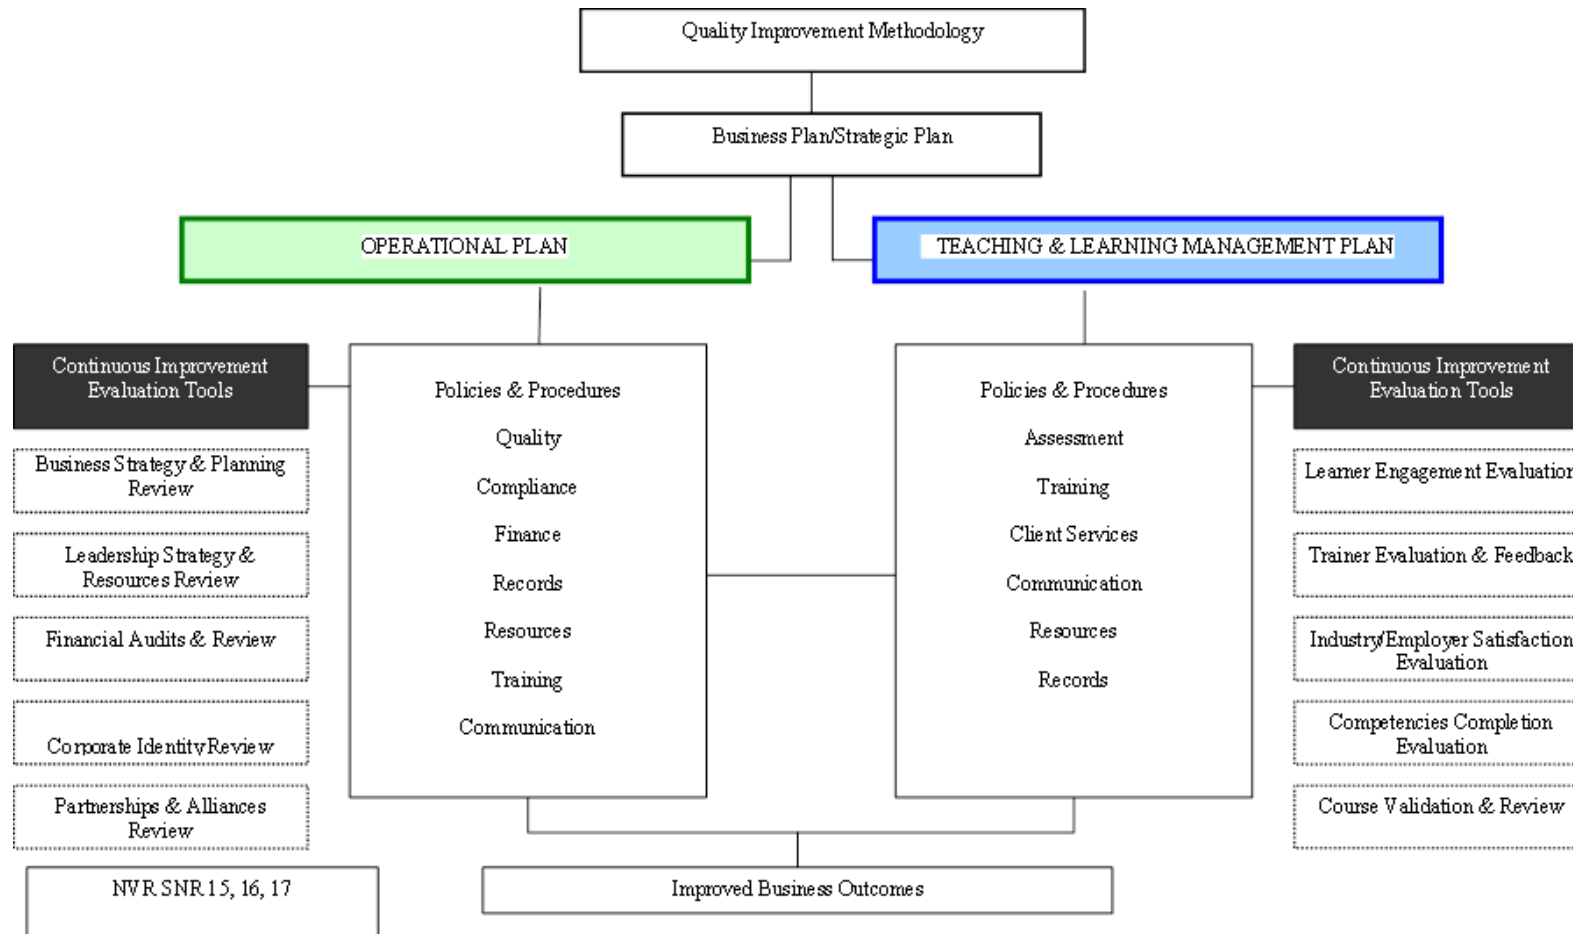 Quality Improvement Methodology
Business Plan/Strategic Plan
OPERATIONAL PLAN
TEACHING & LEARNING MANAGEMENT PLAN
Continuous Improvement
Evaluation Tools
Business Strategy & Planning
Review
Leadership Strategy &
Resources Review
Financial Audits & Review
Corporate Identity Review
Partnerships & Alliances
Review
NVR SNR 15, 16, 17
Policies & Procedures
Quality
Compliance
Finance
Records
Resources
Training
Communication
Policies & Procedures
Assessment
Training
Client Services
Communication
Resources
Records
Continuous Improvement
Evaluation Tools
Learner Engagement Evaluation
Trainer Evaluation & Feedback
Industry/Employer Satisfaction
Evaluation
Competencies Completion
Evaluation
Course Validation & Review
Improved Business Outcomes